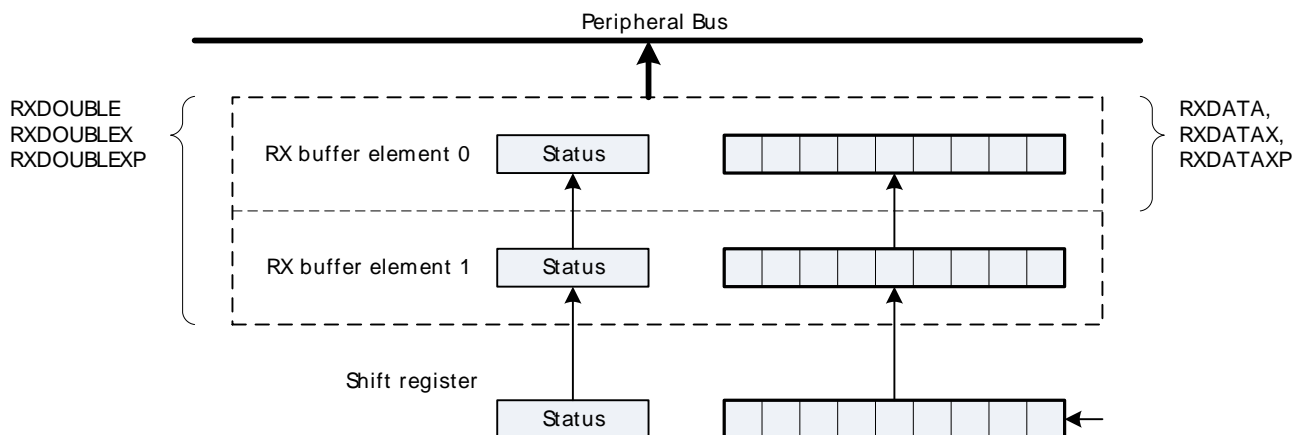 Peripheral Bus
RXDOUBLE
RXDOUBLEX
RXDOUBLEXP
RXDATA,
RXDATAX,
RXDATAXP
RX buffer element 0
Status
RX buffer element 1
Status
Shift register
Status